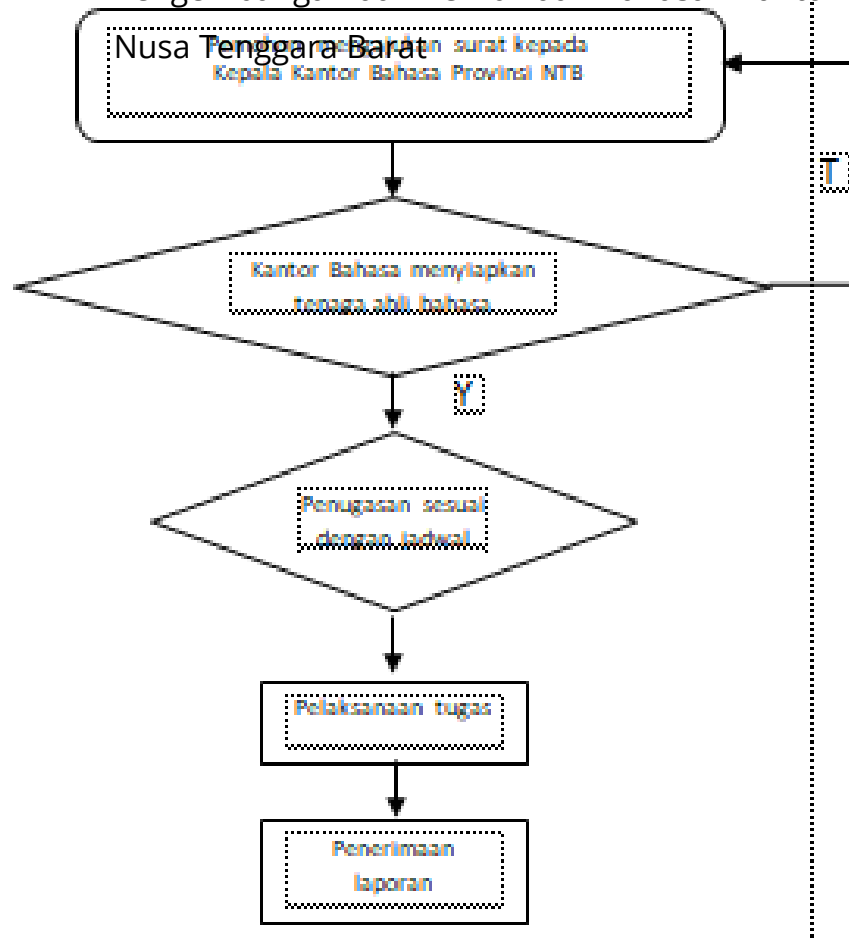 Nusa Tenggara Barat
mengajukan surat kepada
Kepala Kantor Bahasa Provinsi NTB
T
Kantor Bahasa menyiapkan
tenaga ahli bahasa
Y
Penugasan sesuai
dengan jadwal
Pelaksanaan tugas
Penerimaan
laporan